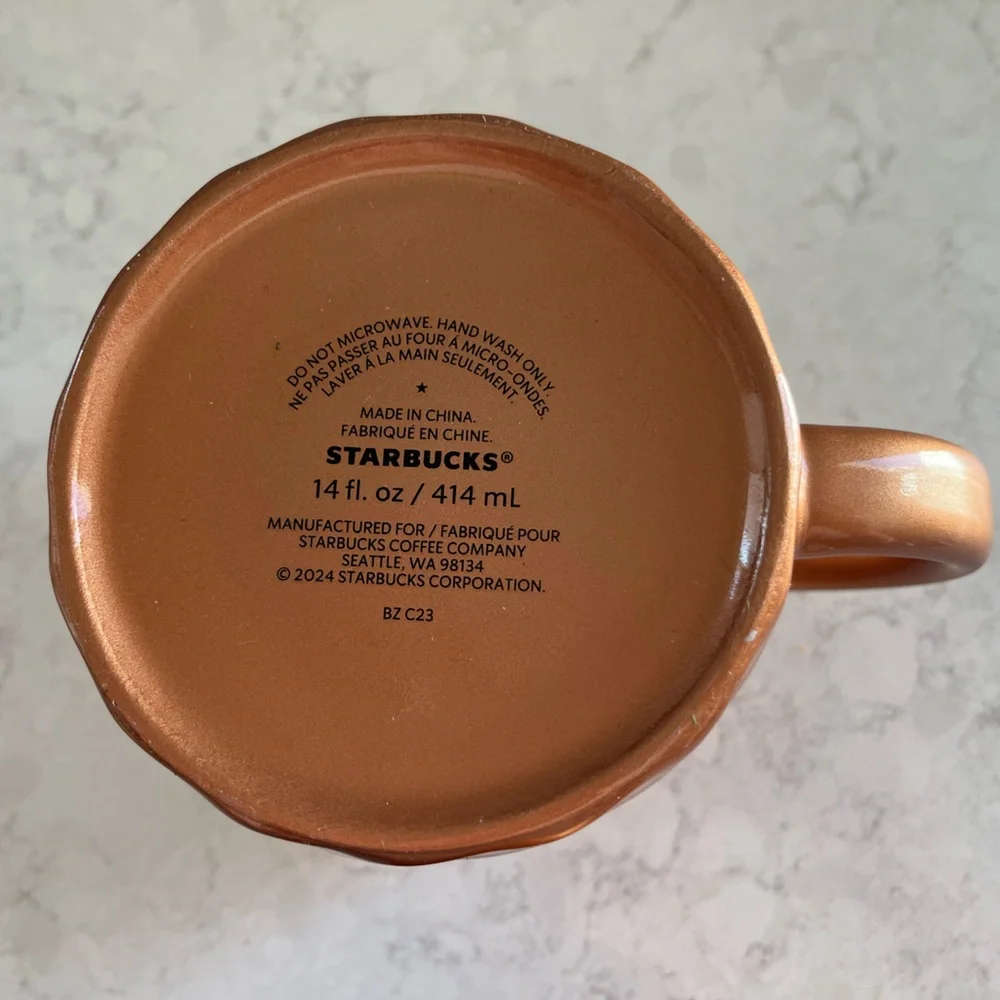 DO NOT MICROWAVE. HAND WASH ONLY.
NE PAS PASSER AU FOUR À MICRO-ONDES.
LAVER À LA MAIN SEULEMENT.
★
MADE IN CHINA.
FABRIQUÉ EN CHINE.
STARBUCKS®
14 fl. oz / 414 mL
MANUFACTURED FOR / FABRIQUÉ POUR
STARBUCKS COFFEE COMPANY
SEATTLE, WA 98134
© 2024 STARBUCKS CORPORATION.
BZ C23